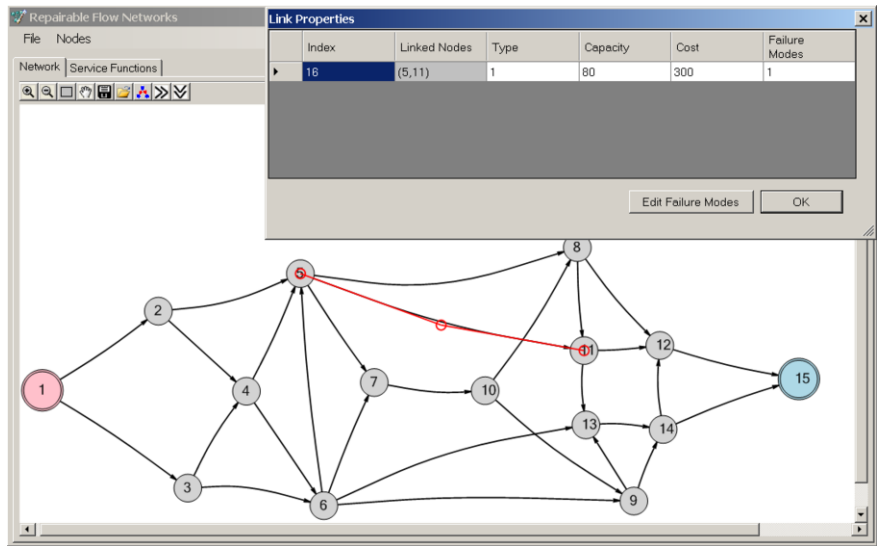 Repairable Flow Networks
File Nodes
Network Service Functions
Link Properties
Index Linked Nodes Type Capacity Cost Failure Modes
16 (5,11) 1 80 300 1
Edit Failure Modes OK
8
5
2
11 12
15
7
1 4 10
13 14
3
6 9